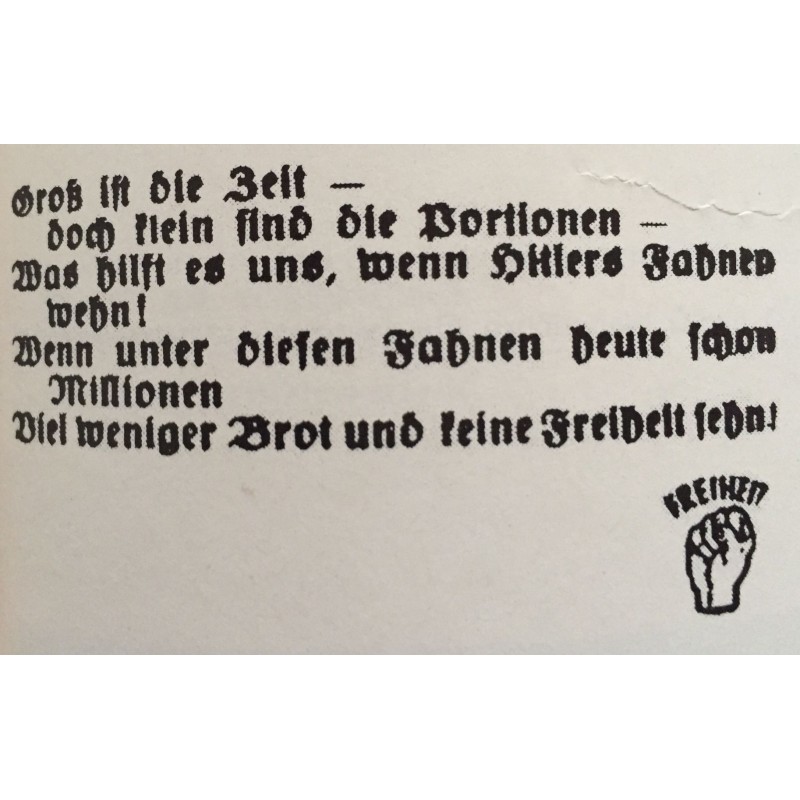 Groß ist die Zeit —
doch klein sind die Portionen —
Was hilft es uns, wenn Hitlers Fahnen
wehn!
Wenn unter diesen Fahnen heute schon
Millionen
Viel weniger Brot und keine Freiheit sehn!
FREIHEIT